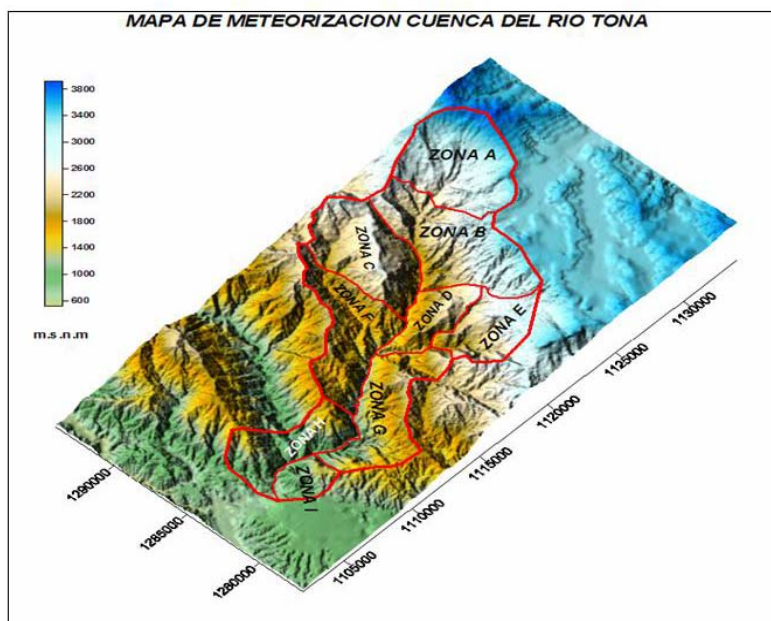 MAPA DE METEORIZACION CUENCA DEL RIO TONA
3800
3400
3000
2600
2200
1800
1400
1000
600
m.s.n.m
ZONA A
ZONA B
ZONA C
ZONA D
ZONA E
ZONA F
ZONA G
ZONA H
ZONA I
1290000
1285000
1280000
1105000
1110000
1115000
1120000
1125000
1130000